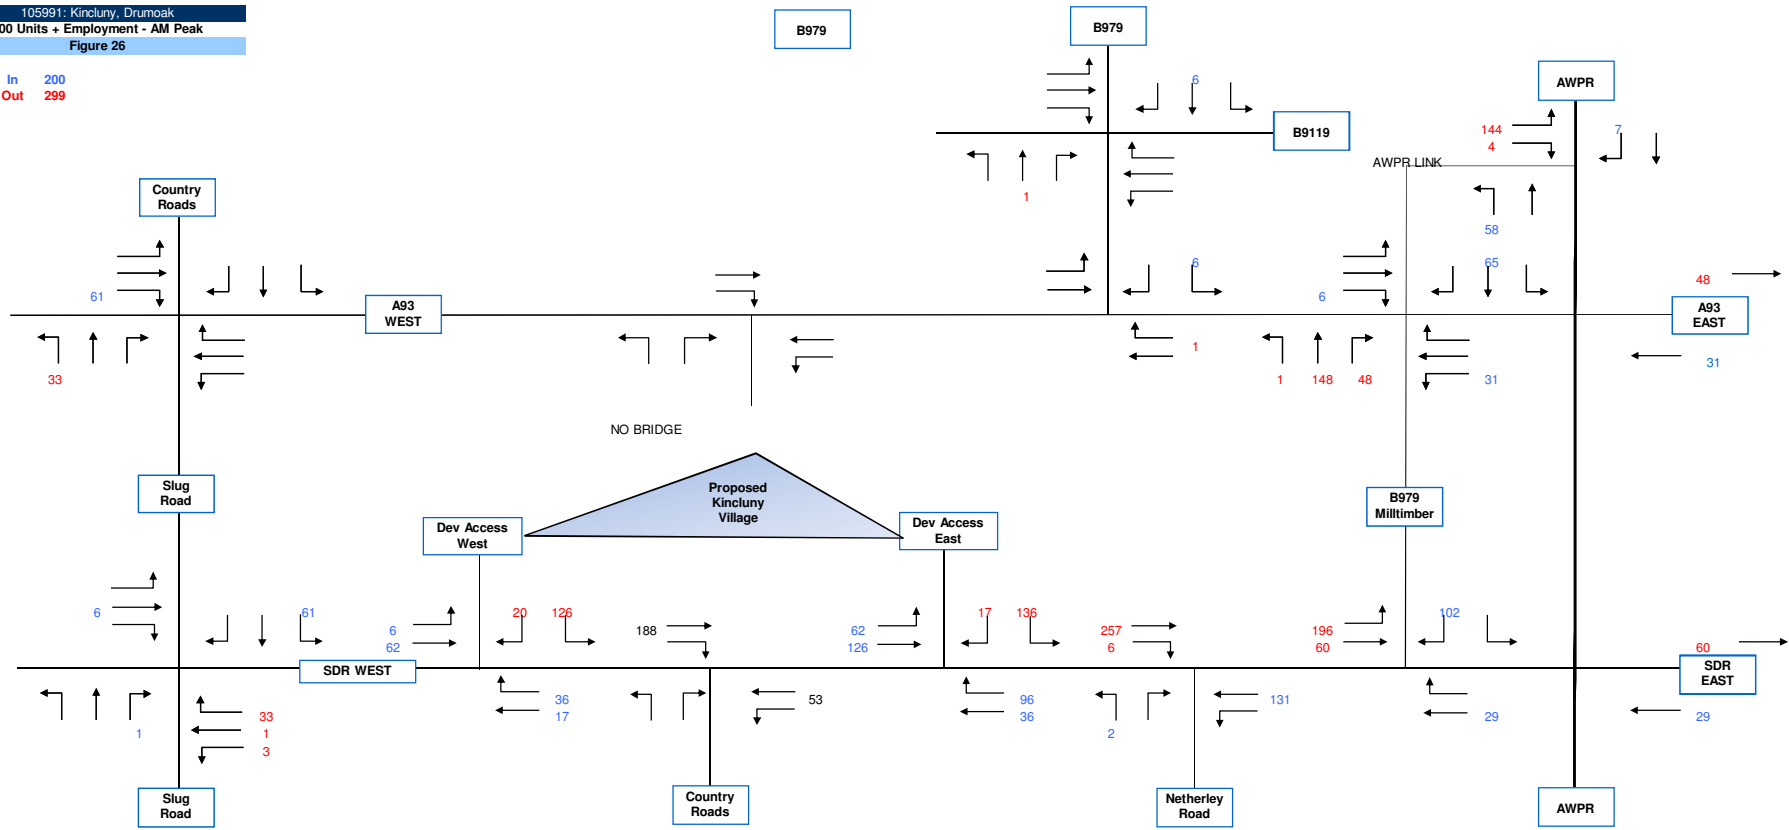 105991: Kincluny, Drumoak
00 Units + Employment - AM Peak
Figure 26
In 200
Out 299
B979
B979
AWPR
6
B9119
144
4
7
AWPR LINK
Country
Roads
1
58
61
6
6
65
48
A93
WEST
A93
EAST
33
1
1 148 48
31
31
NO BRIDGE
Slug
Road
Proposed
Kincluny
Village
B979
Milltimber
Dev Access
West
Dev Access
East
6
61
6
62
20 126
188
62
126
17 136
257
6
196
60
102
60
SDR WEST
SDR
EAST
1
33
1
3
36
17
53
96
36
2
131
29
29
Slug
Road
Country
Roads
Netherley
Road
AWPR